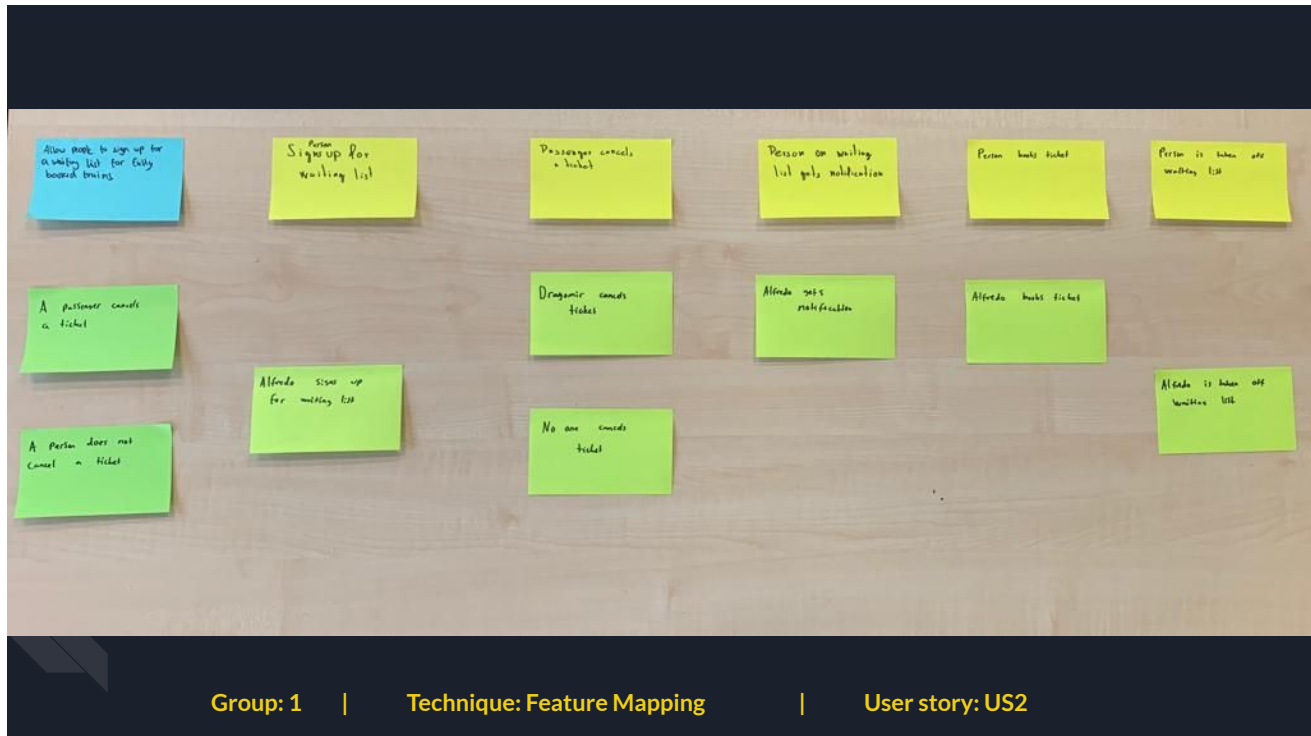 Allow people to sign up for
a waiting list for fully
booked trains
Person
Signs up for
waiting list
Passenger cancels
a ticket
Person on waiting
list gets notification
Person books ticket
Person is taken off
waiting list
A passenger cancels
a ticket
Dragomir cancels
ticket
Alfredo gets
notification
Alfredo books ticket
Alfredo signs up
for waiting list
Alfredo is taken off
waiting list
A person does not
cancel a ticket
No one cancels
ticket
Group: 1 | Technique: Feature Mapping | User story: US2